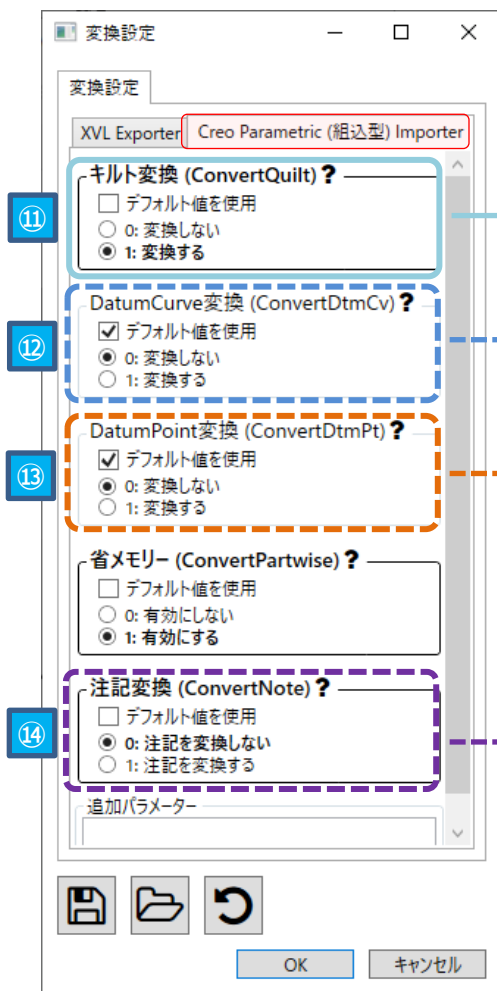 変換設定
変換設定
XVL Exporter
Creo Parametric (組込型) Importer
⑪
キルト変換 (ConvertQuilt) ?
デフォルト値を使用
0: 変換しない
1: 変換する
⑫
DatumCurve変換 (ConvertDtmCv) ?
デフォルト値を使用
0: 変換しない
1: 変換する
⑬
DatumPoint変換 (ConvertDtmPt) ?
デフォルト値を使用
0: 変換しない
1: 変換する
省メモリー (ConvertPartwise) ?
デフォルト値を使用
0: 有効にしない
1: 有効にする
⑭
注記変換 (ConvertNote) ?
デフォルト値を使用
0: 注記を変換しない
1: 注記を変換する
追加パラメーター
OK
キャンセル